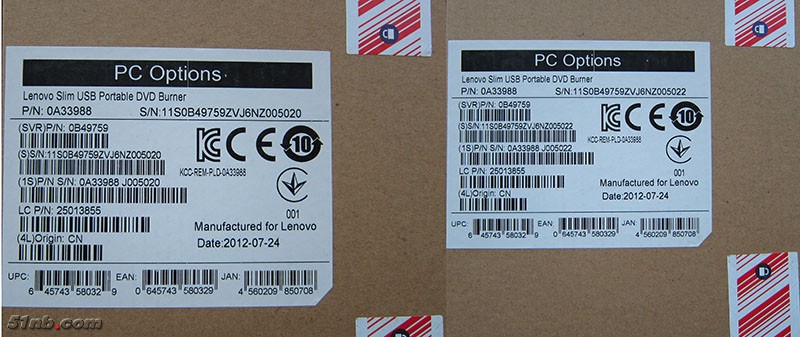 PC Options
Lenovo Slim USB Portable DVD Burner
P/N: 0A33988 S/N:11S0B49759ZVJ6NZ005020
(SVR)P/N: 0B49759
(S)S/N:11S0B49759ZVJ6NZ005020
KCC-REM-PLD-0A33988
(1S)P/N S/N: 0A33988 J005020
LC P/N: 25013855
001
Manufactured for Lenovo
(4L)Origin: CN
Date:2012-07-24
UPC: EAN: JAN:
6 45743 58032 9 0 645743 580329 4 560209 850708
51nb.com
PC Options
Lenovo Slim USB Portable DVD Burner
P/N: 0A33988 S/N:11S0B49759ZVJ6NZ005022
(SVR)P/N: 0B49759
(S)S/N:11S0B49759ZVJ6NZ005022
KCC-REM-PLD-0A33988
(1S)P/N S/N: 0A33988 J005022
LC P/N: 25013855
001
Manufactured for Lenovo
(4L)Origin: CN
Date:2012-07-24
UPC: EAN: JAN:
6 45743 58032 9 0 645743 580329 4 560209 850708